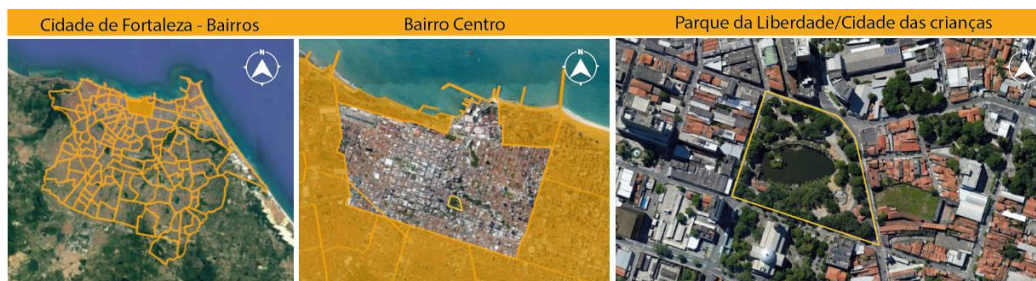 Cidade de Fortaleza - Bairros
Bairro Centro
Parque da Liberdade/Cidade das crianças
N
N
N